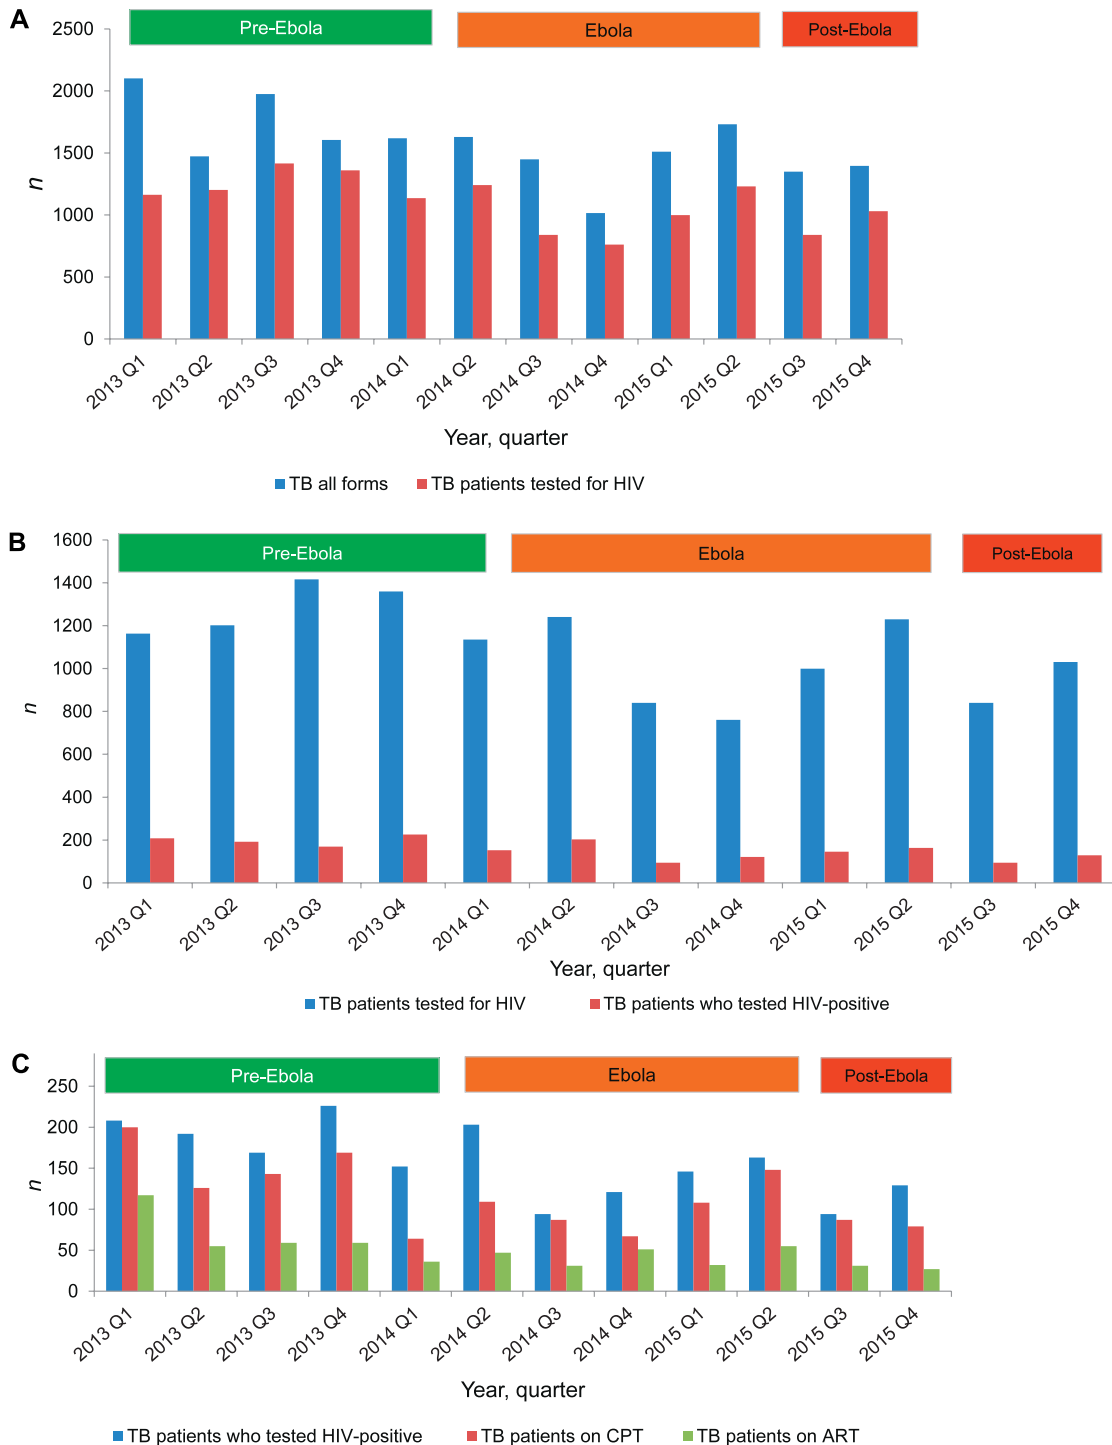 A
Pre-Ebola
Ebola
Post-Ebola
2500
2000
1500
1000
500
0
n
2013 Q1
2013 Q2
2013 Q3
2013 Q4
2014 Q1
2014 Q2
2014 Q3
2014 Q4
2015 Q1
2015 Q2
2015 Q3
2015 Q4
Year, quarter
TB all forms
TB patients tested for HIV
B
Pre-Ebola
Ebola
Post-Ebola
1600
1400
1200
1000
800
600
400
200
0
n
2013 Q1
2013 Q2
2013 Q3
2013 Q4
2014 Q1
2014 Q2
2014 Q3
2014 Q4
2015 Q1
2015 Q2
2015 Q3
2015 Q4
Year, quarter
TB patients tested for HIV
TB patients who tested HIV-positive
C
Pre-Ebola
Ebola
Post-Ebola
250
200
150
100
50
0
n
2013 Q1
2013 Q2
2013 Q3
2013 Q4
2014 Q1
2014 Q2
2014 Q3
2014 Q4
2015 Q1
2015 Q2
2015 Q3
2015 Q4
Year, quarter
TB patients who tested HIV-positive
TB patients on CPT
TB patients on ART